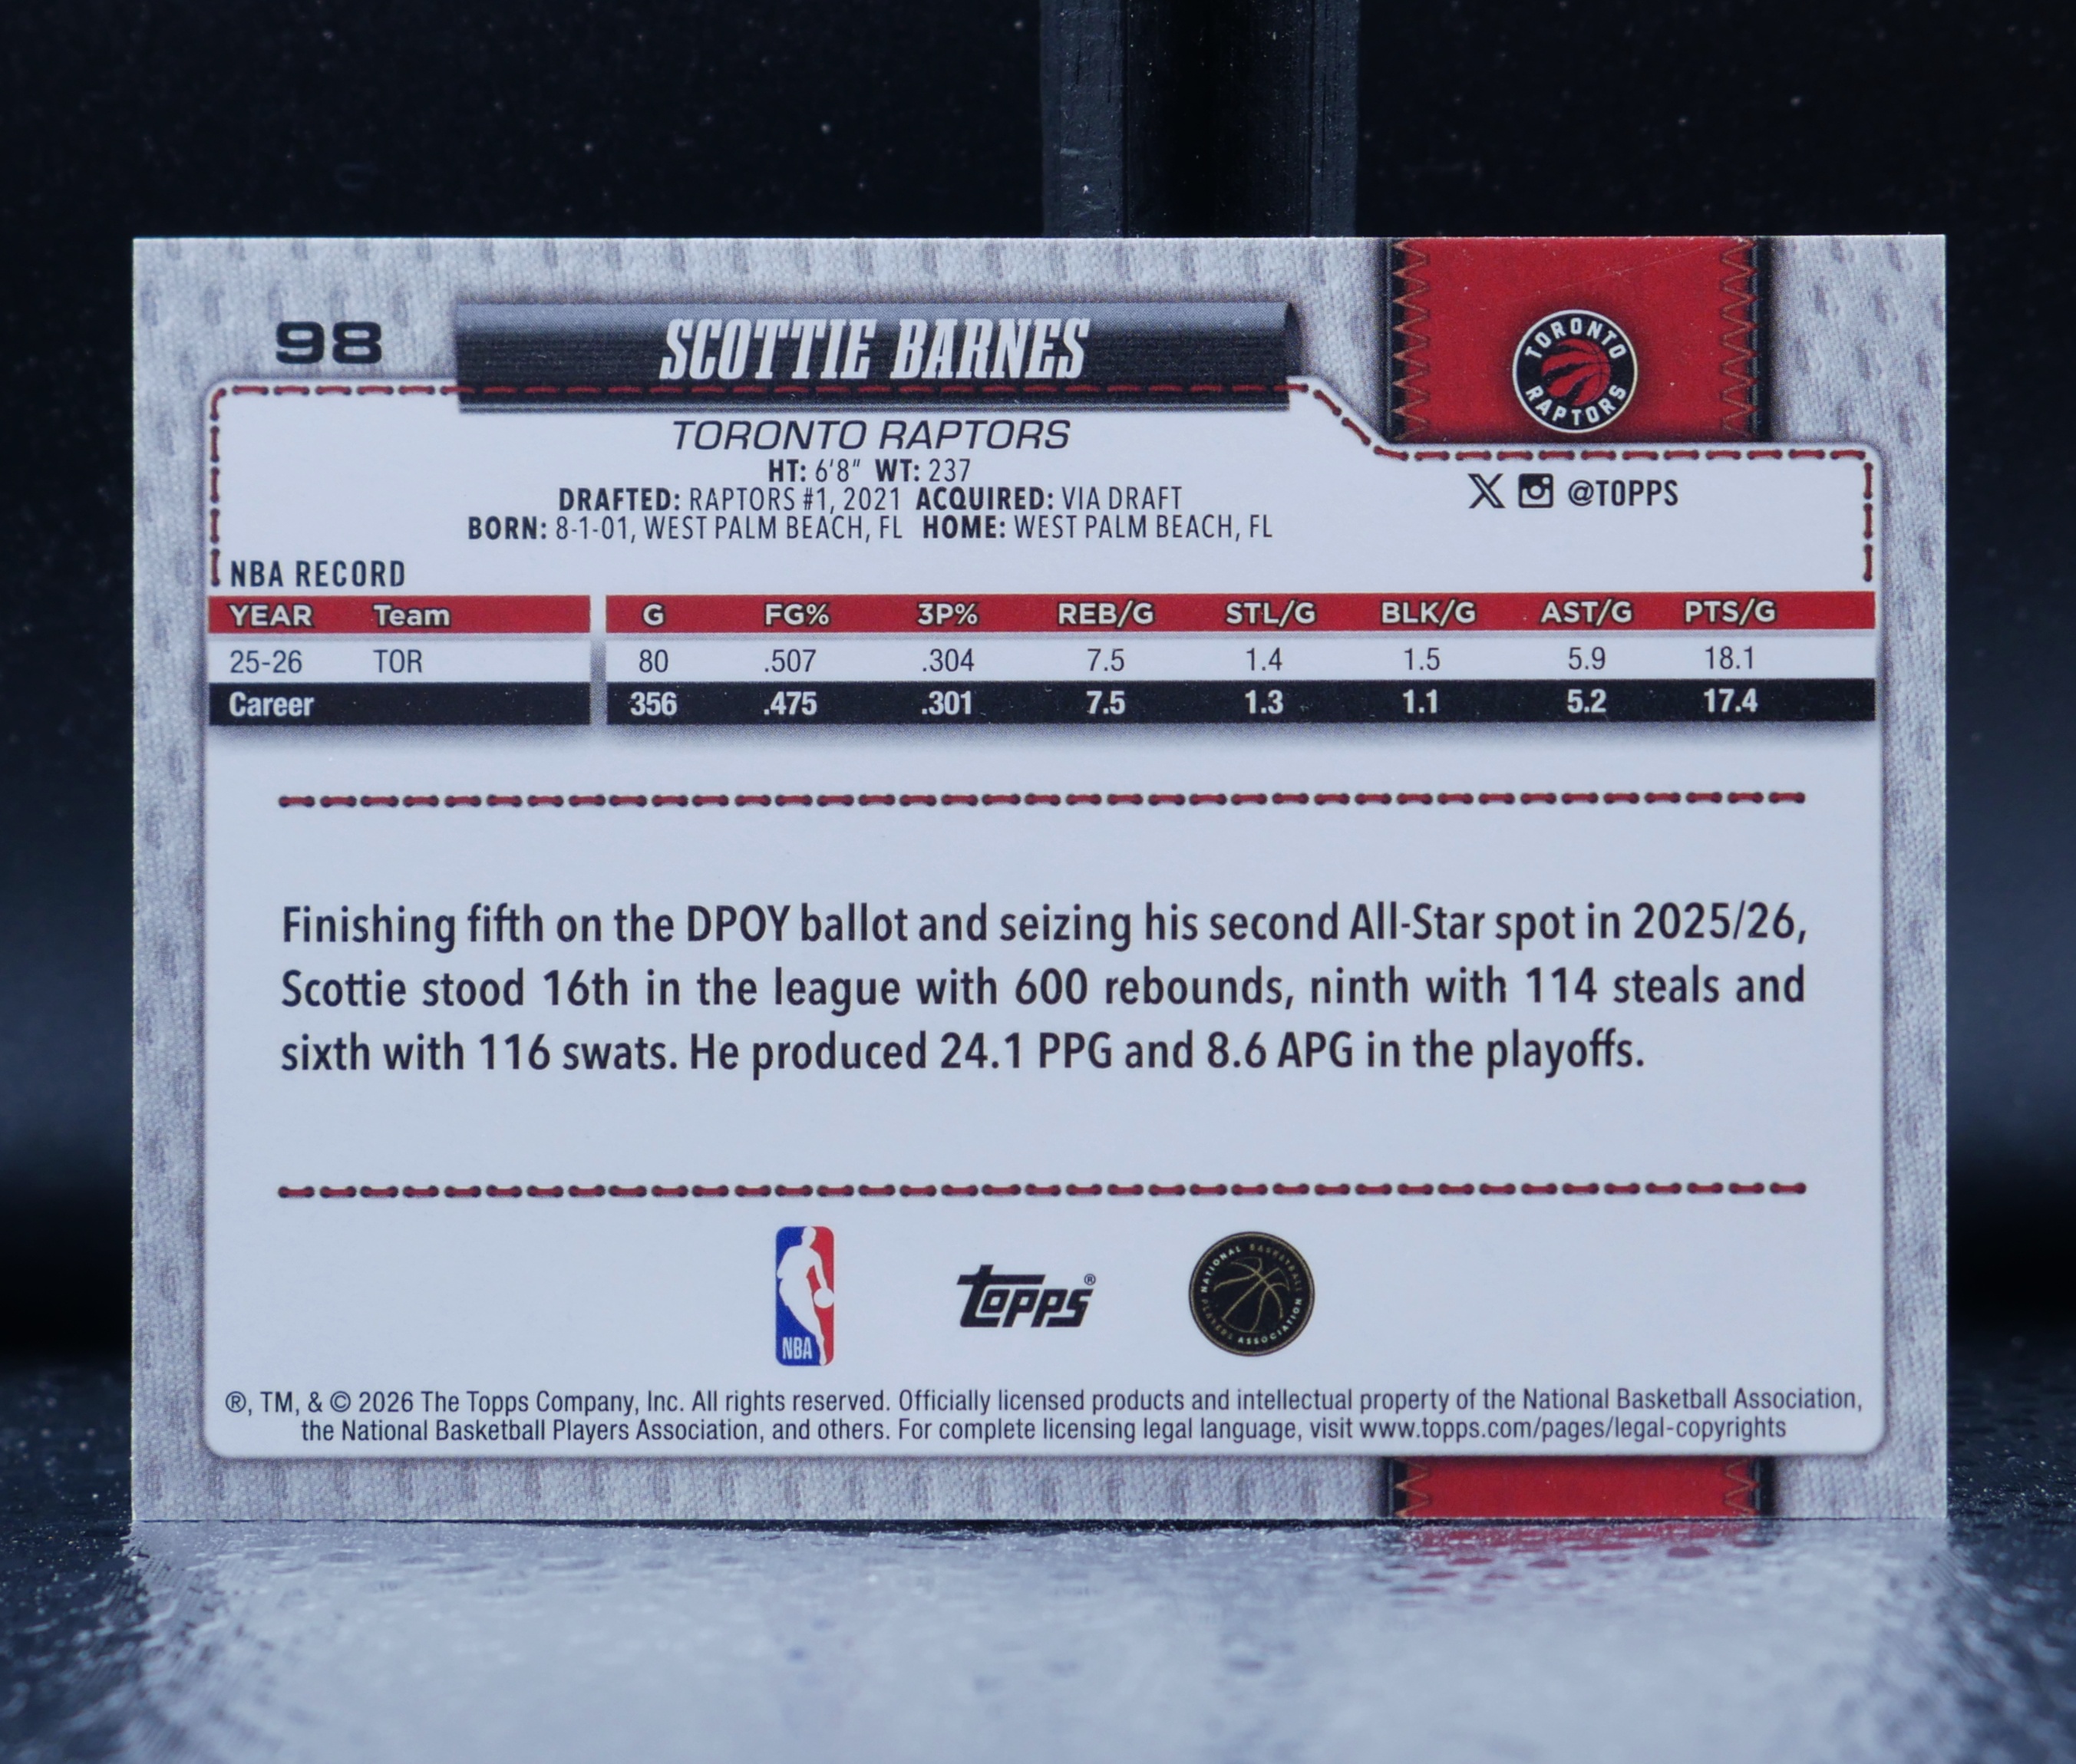 98
SCOTTIE BARNES
TORONTO RAPTORS
TORONTO RAPTORS
HT: 6'8" WT: 237
DRAFTED: RAPTORS #1, 2021 ACQUIRED: VIA DRAFT
BORN: 8-1-01, WEST PALM BEACH, FL HOME: WEST PALM BEACH, FL
@TOPPS
NBA RECORD
YEAR Team G FG% 3P% REB/G STL/G BLK/G AST/G PTS/G
25-26 TOR 80 .507 .304 7.5 1.4 1.5 5.9 18.1
Career 356 .475 .301 7.5 1.3 1.1 5.2 17.4
Finishing fifth on the DPOY ballot and seizing his second All-Star spot in 2025/26,
Scottie stood 16th in the league with 600 rebounds, ninth with 114 steals and
sixth with 116 swats. He produced 24.1 PPG and 8.6 APG in the playoffs.
NBA
Topps®
NATIONAL BASKETBALL PLAYERS ASSOCIATION
®, TM, & © 2026 The Topps Company, Inc. All rights reserved. Officially licensed products and intellectual property of the National Basketball Association,
the National Basketball Players Association, and others. For complete licensing legal language, visit www.topps.com/pages/legal-copyrights